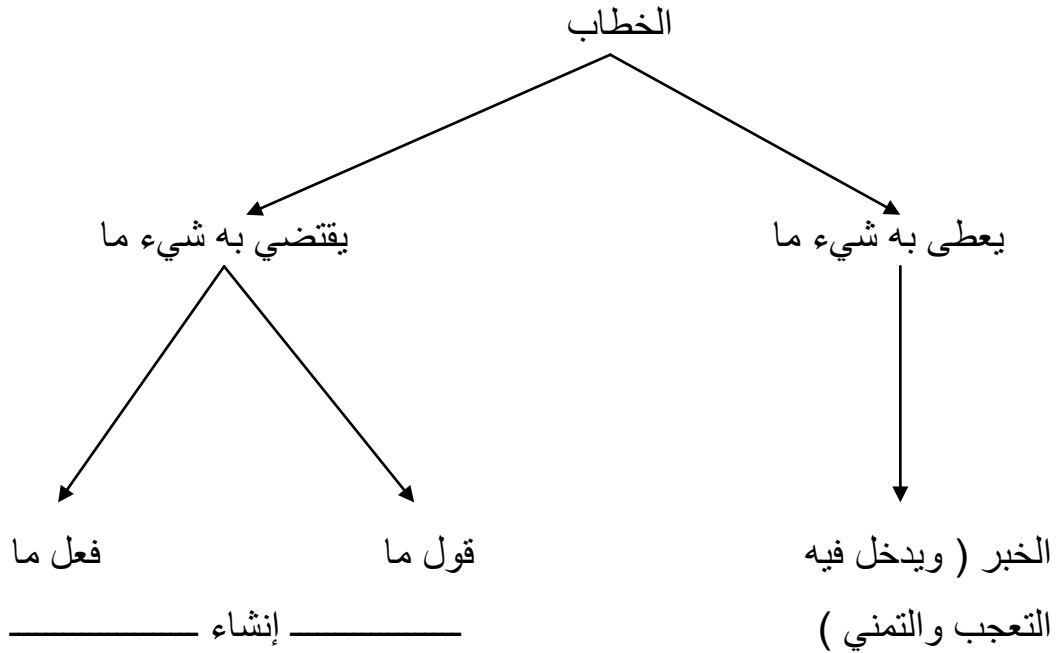 الخطاب
يعطى به شيء ما
يقتضي به شيء ما
الخبر ( ويدخل فيه
التعجب والتمني )
قول ما
فعل ما
إنشاء